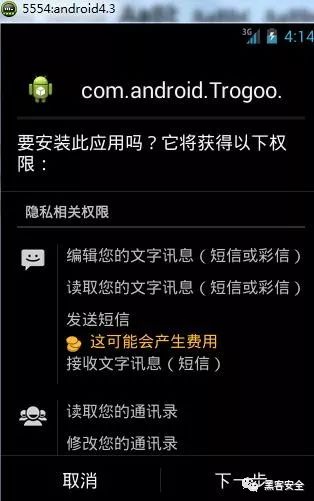 5554:android4.3
3G
4:14
com.android.Trogoo.
要安装此应用吗？它将获得以下权
限：
隐私相关权限
编辑您的文字讯息（短信或彩信）
读取您的文字讯息（短信或彩信）
发送短信
这可能会产生费用
接收文字讯息（短信）
读取您的通讯录
修改您的通讯录
取消
下一步
黑客安全